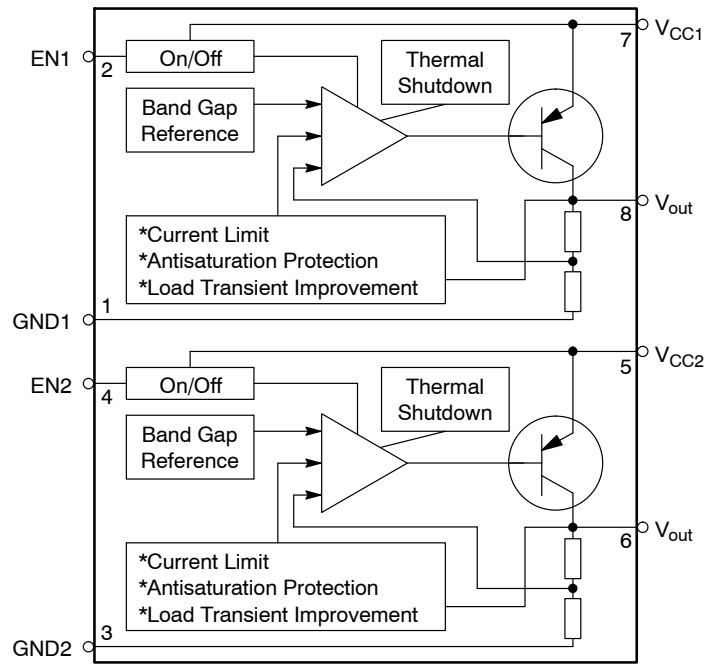 VCC1
7
EN1
2
On/Off
Thermal
Shutdown
Band Gap
Reference
8
Vout
*Current Limit
*Antisaturation Protection
*Load Transient Improvement
1
GND1
VCC2
5
EN2
4
On/Off
Thermal
Shutdown
Band Gap
Reference
6
Vout
*Current Limit
*Antisaturation Protection
*Load Transient Improvement
3
GND2